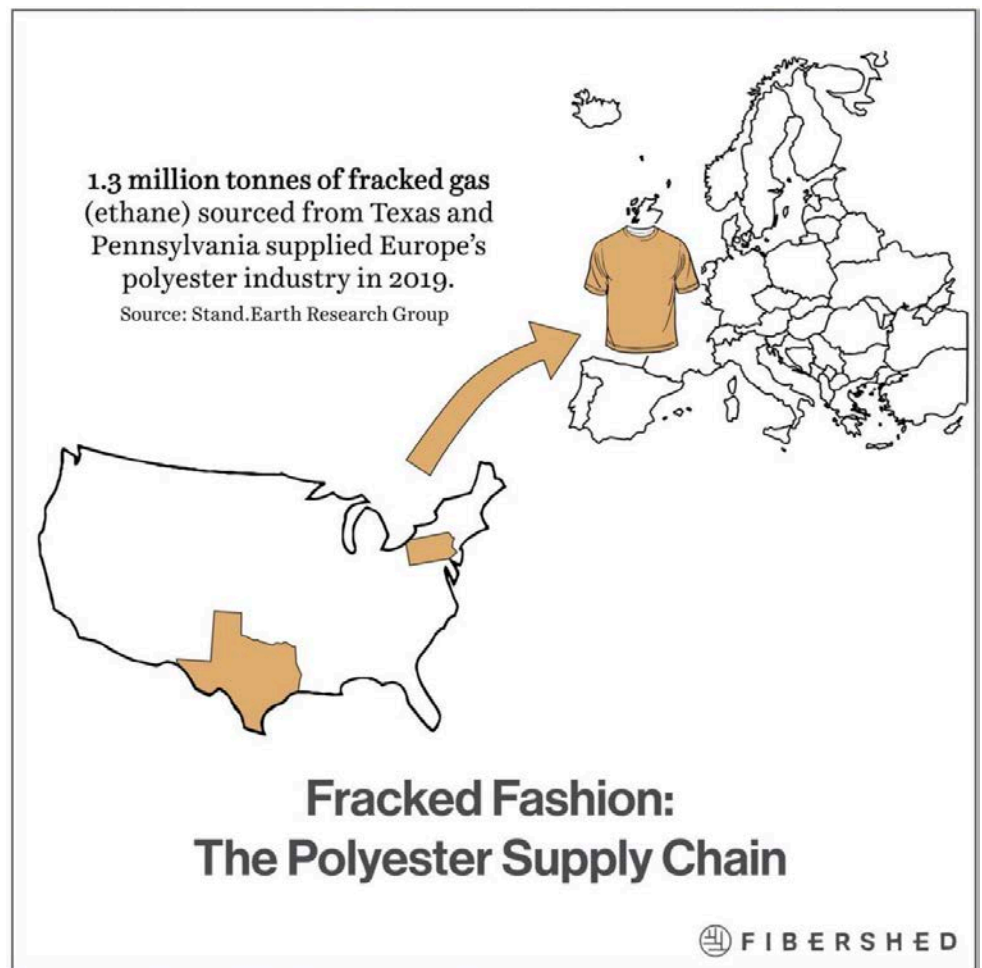 1.3 million tonnes of fracked gas
(ethane) sourced from Texas and
Pennsylvania supplied Europe's
polyester industry in 2019.
Source: Stand.Earth Research Group
Fracked Fashion:
The Polyester Supply Chain
FIBERSHED